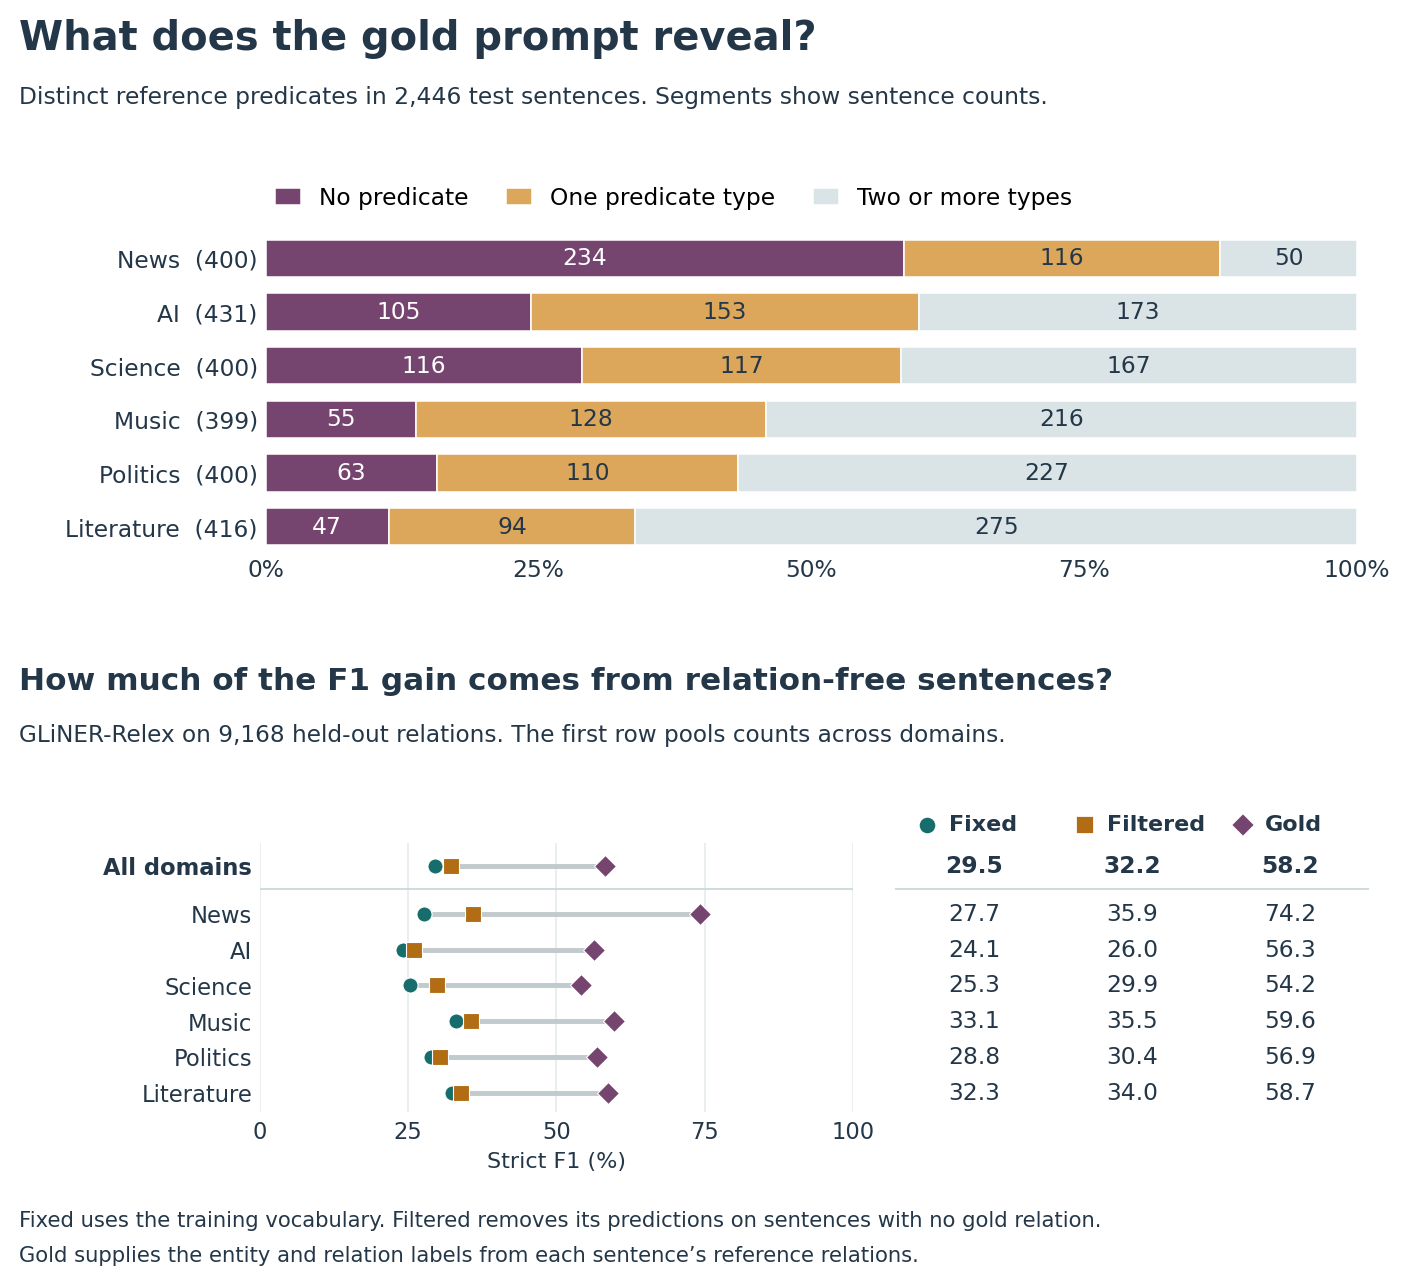 What does the gold prompt reveal?
Distinct reference predicates in 2,446 test sentences. Segments show sentence counts.
No predicate One predicate type Two or more types
News (400) 234 116 50
AI (431) 105 153 173
Science (400) 116 117 167
Music (399) 55 128 216
Politics (400) 63 110 227
Literature (416) 47 94 275
0% 25% 50% 75% 100%
How much of the F1 gain comes from relation-free sentences?
GLiNER-Relex on 9,168 held-out relations. The first row pools counts across domains.
Fixed Filtered Gold
All domains 29.5 32.2 58.2
News 27.7 35.9 74.2
AI 24.1 26.0 56.3
Science 25.3 29.9 54.2
Music 33.1 35.5 59.6
Politics 28.8 30.4 56.9
Literature 32.3 34.0 58.7
0 25 50 75 100
Strict F1 (%)
Fixed uses the training vocabulary. Filtered removes its predictions on sentences with no gold relation.
Gold supplies the entity and relation labels from each sentence’s reference relations.